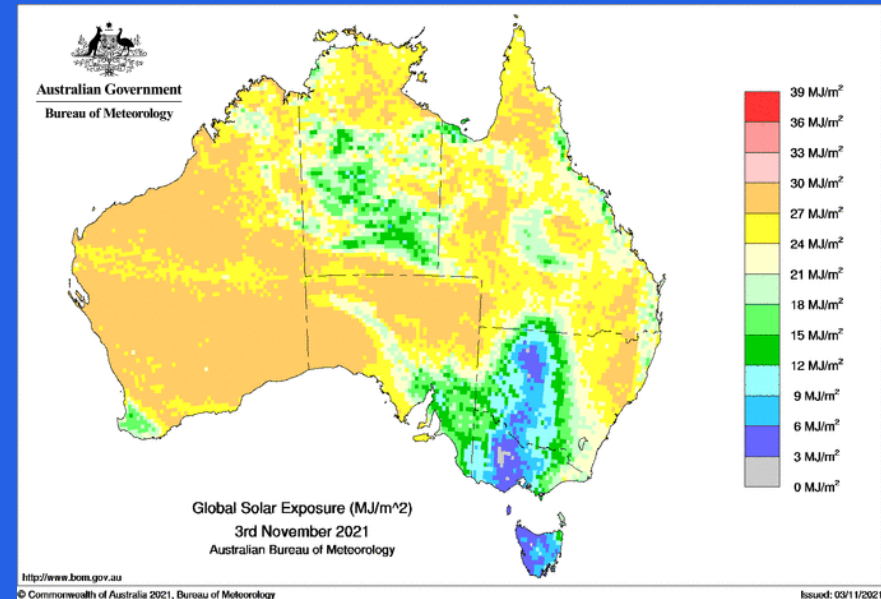 Australian Government
Bureau of Meteorology
39 MJ/m²
36 MJ/m²
33 MJ/m²
30 MJ/m²
27 MJ/m²
24 MJ/m²
21 MJ/m²
18 MJ/m²
15 MJ/m²
12 MJ/m²
9 MJ/m²
6 MJ/m²
3 MJ/m²
0 MJ/m²
Global Solar Exposure (MJ/m^2)
3rd November 2021
Australian Bureau of Meteorology
http://www.bom.gov.au
© Commonwealth of Australia 2021, Bureau of Meteorology
Issued: 03/11/2021